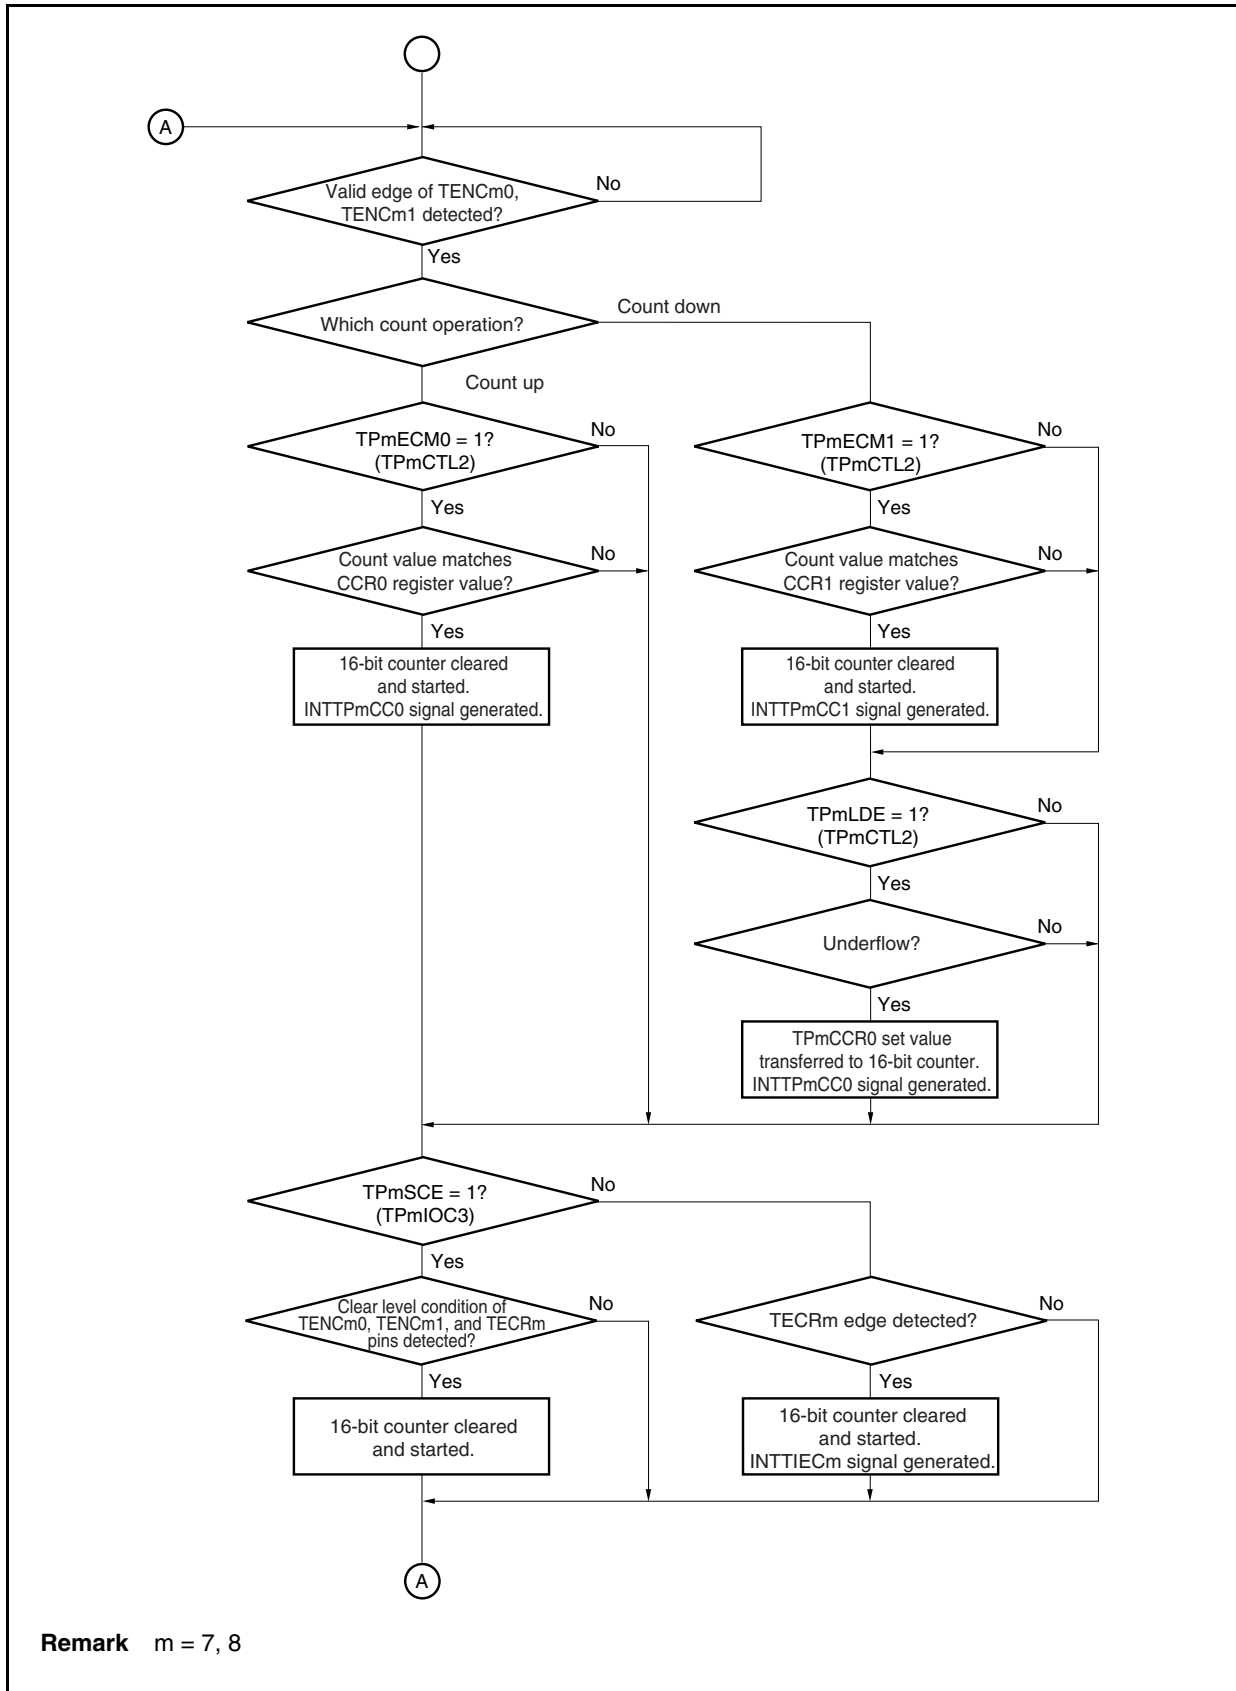 A
Valid edge of TENCm0,
TENCm1 detected?
No
Yes
Which count operation?
Count down
Count up
TPmECM0 = 1?
(TPmCTL2)
No
Yes
TPmECM1 = 1?
(TPmCTL2)
No
Yes
Count value matches
CCR0 register value?
No
Yes
Count value matches
CCR1 register value?
No
Yes
16-bit counter cleared
and started.
INTTPmCC0 signal generated.
16-bit counter cleared
and started.
INTTPmCC1 signal generated.
TPmLDE = 1?
(TPmCTL2)
No
Yes
Underflow?
No
Yes
TPmCCR0 set value
transferred to 16-bit counter.
INTTPmCC0 signal generated.
TPmSCE = 1?
(TPmIOC3)
No
Yes
Clear level condition of
TENCm0, TENCm1, and TECRm
pins detected?
No
Yes
TECRm edge detected?
No
Yes
16-bit counter cleared
and started.
16-bit counter cleared
and started.
INTTIECm signal generated.
A
Remark m = 7, 8